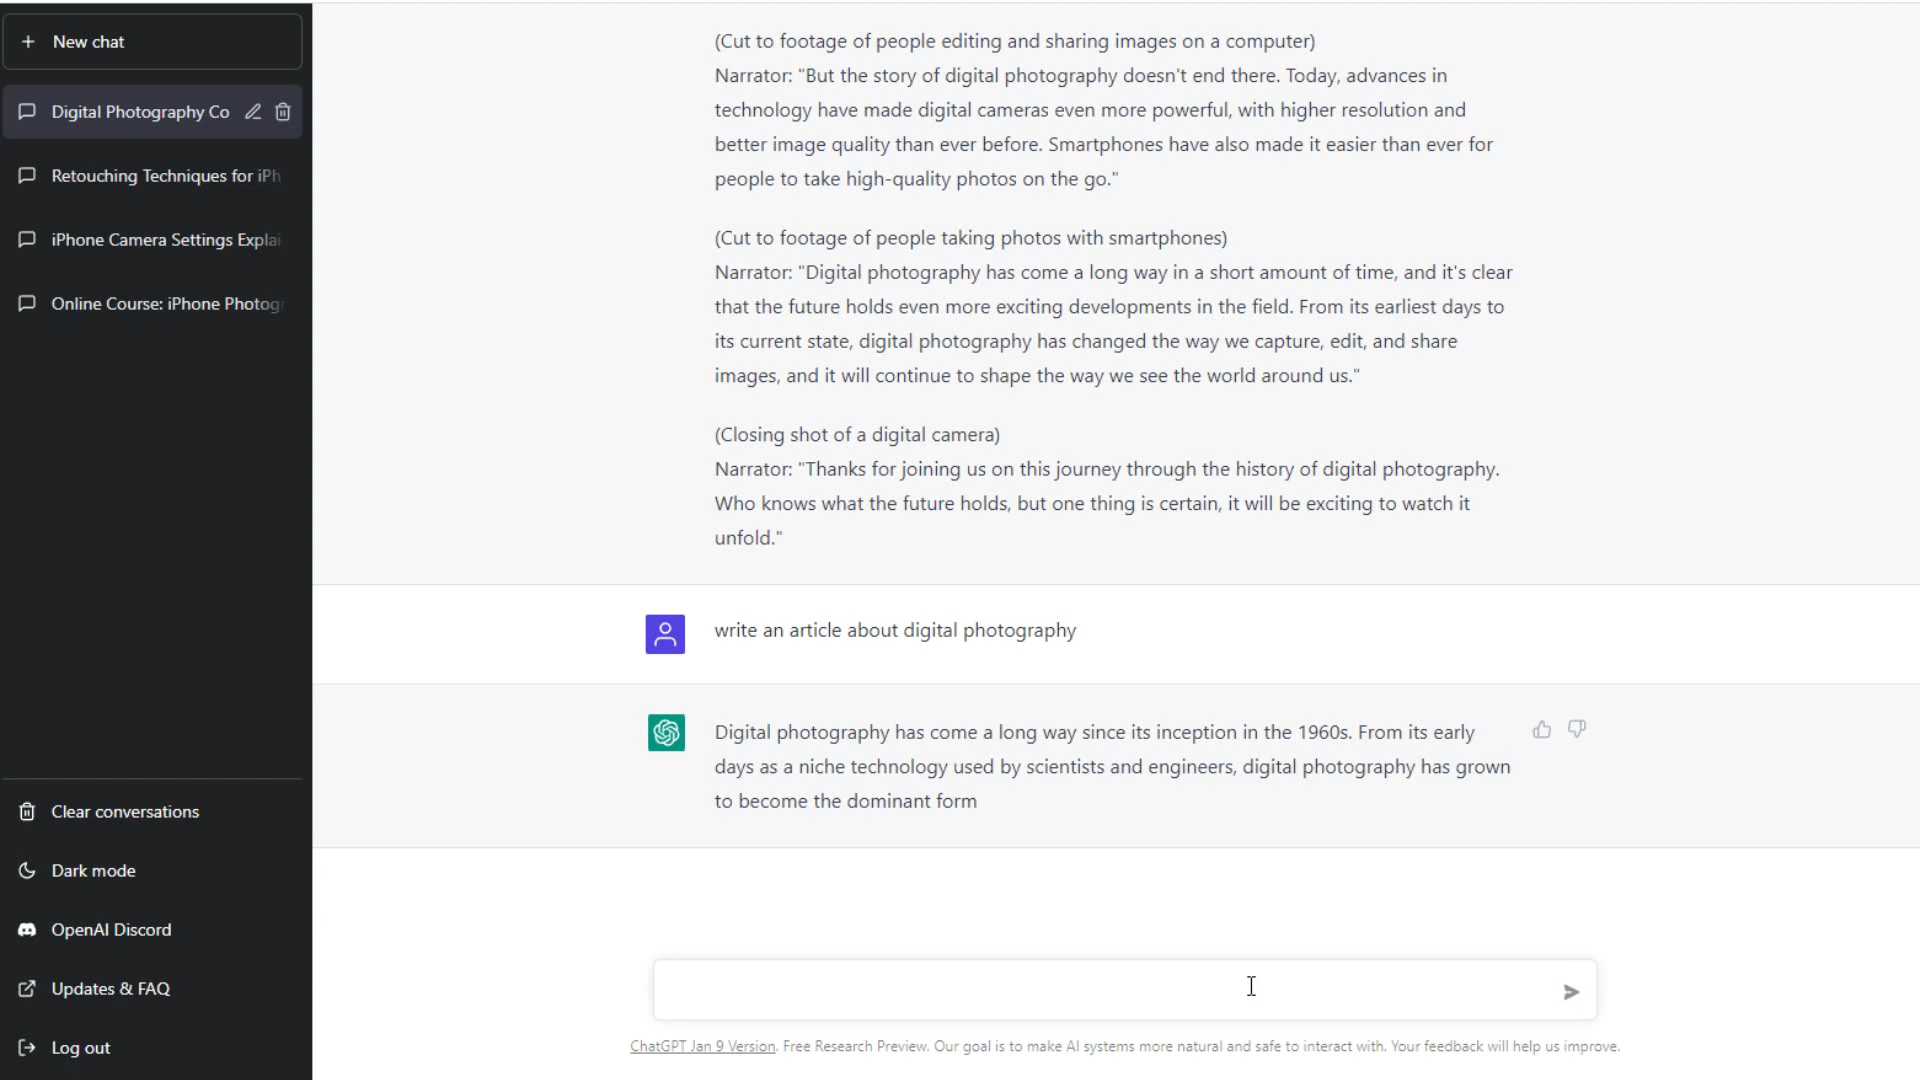 New chat
Digital Photography Co
Retouching Techniques for iPh
iPhone Camera Settings Explai
Online Course: iPhone Photogr
Clear conversations
Dark mode
OpenAI Discord
Updates & FAQ
Log out
(Cut to footage of people editing and sharing images on a computer)
Narrator: "But the story of digital photography doesn't end there. Today, advances in
technology have made digital cameras even more powerful, with higher resolution and
better image quality than ever before. Smartphones have also made it easier than ever for
people to take high-quality photos on the go."
(Cut to footage of people taking photos with smartphones)
Narrator: "Digital photography has come a long way in a short amount of time, and it's clear
that the future holds even more exciting developments in the field. From its earliest days to
its current state, digital photography has changed the way we capture, edit, and share
images, and it will continue to shape the way we see the world around us."
(Closing shot of a digital camera)
Narrator: "Thanks for joining us on this journey through the history of digital photography.
Who knows what the future holds, but one thing is certain, it will be exciting to watch it
unfold."
write an article about digital photography
Digital photography has come a long way since its inception in the 1960s. From its early
days as a niche technology used by scientists and engineers, digital photography has grown
to become the dominant form
ChatGPT Jan 9 Version. Free Research Preview. Our goal is to make AI systems more natural and safe to interact with. Your feedback will help us improve.